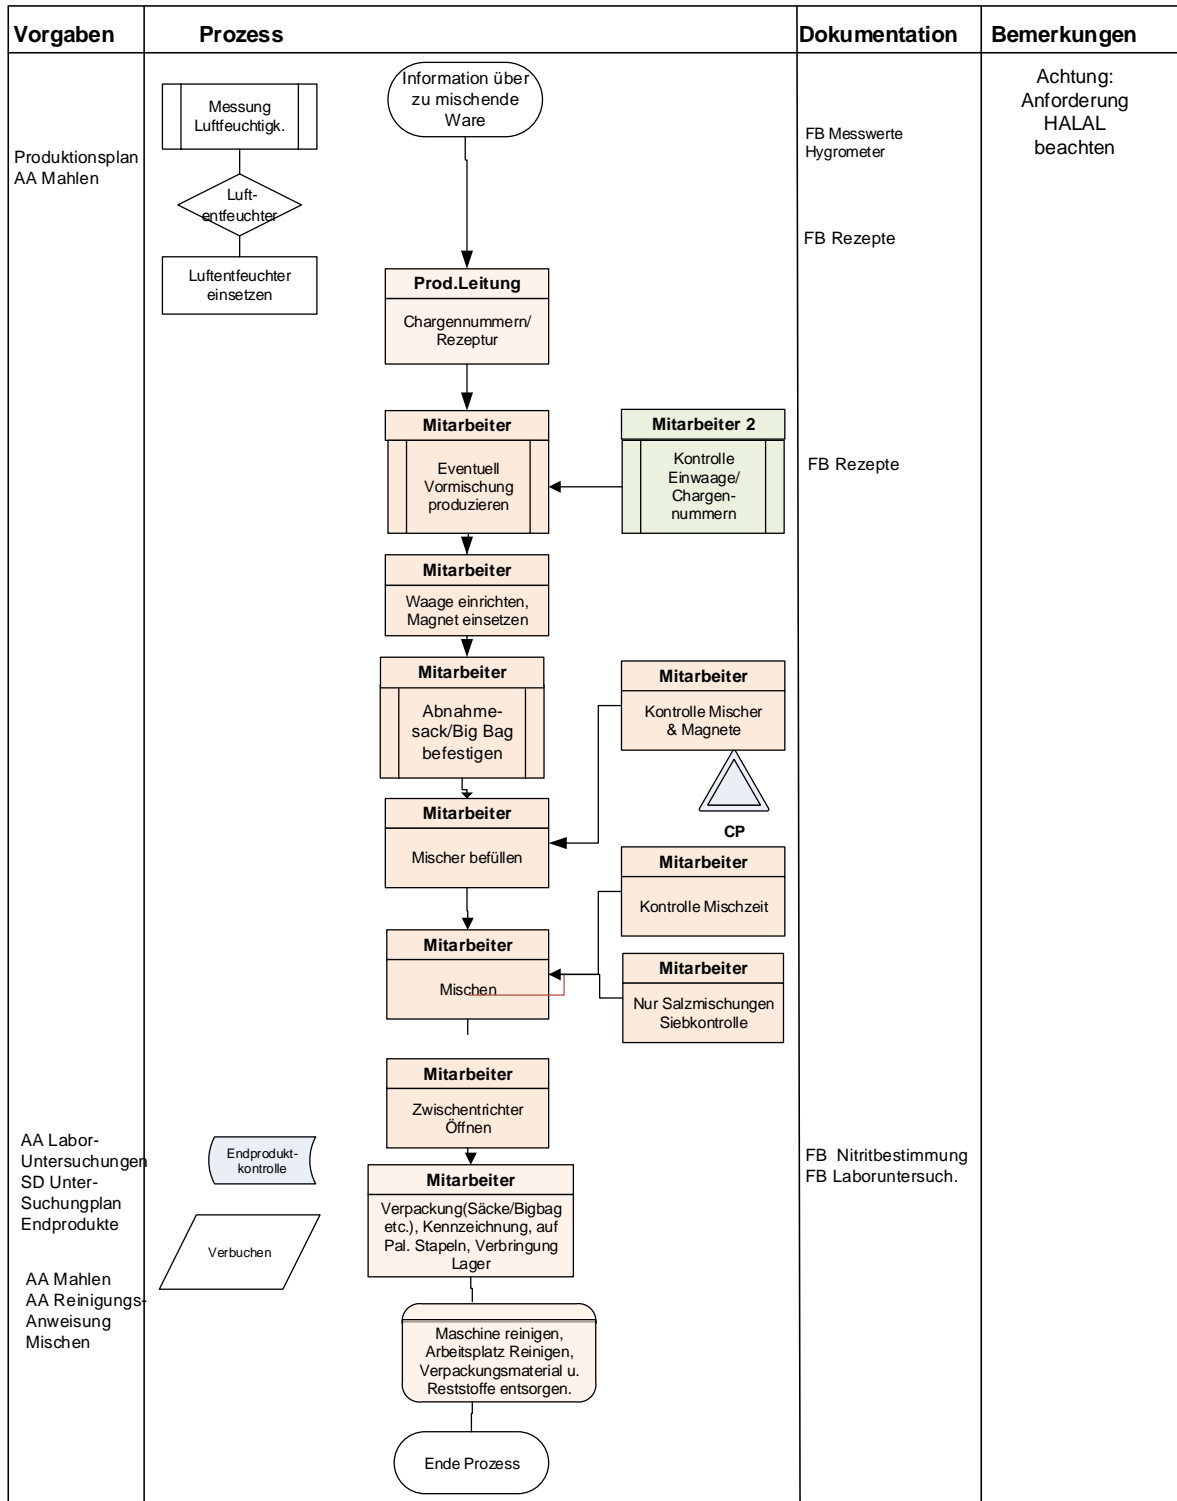 Vorgaben
Prozess
Dokumentation
Bemerkungen
Messung
Luftfeuchtigk.
Information über
zu mischende
Ware
Achtung:
Anforderung
HALAL
beachten
FB Messwerte
Hygrometer
Produktionsplan
AA Mahlen
Luft-
entfeuchter
FB Rezepte
Luftentfeuchter
einsetzen
Prod.Leitung
Chargennummern/
Rezeptur
Mitarbeiter
Eventuell
Vormischung
produzieren
Mitarbeiter 2
Kontrolle
Einwaage/
Chargen-
nummern
FB Rezepte
Mitarbeiter
Waage einrichten,
Magnet einsetzen
Mitarbeiter
Abnahme-
sack/Big Bag
befestigen
Mitarbeiter
Kontrolle Mischer
& Magnete
CP
Mitarbeiter
Mischer befüllen
Mitarbeiter
Kontrolle Mischzeit
Mitarbeiter
Mischen
Mitarbeiter
Nur Salzmischungen
Siebkontrolle
Mitarbeiter
Zwischentrichter
Öffnen
AA Labor-
Untersuchungen
SD Unter-
Suchungplan
Endprodukte
Endprodukt-
kontrolle
FB  Nitritbestimmung
FB Laboruntersuch.
Mitarbeiter
Verpackung(Säcke/Bigbag
etc.), Kennzeichnung, auf
Pal. Stapeln, Verbringung
Lager
Verbuchen
AA Mahlen
AA Reinigungs-
Anweisung
Mischen
Maschine reinigen,
Arbeitsplatz Reinigen,
Verpackungsmaterial u.
Reststoffe entsorgen.
Ende Prozess